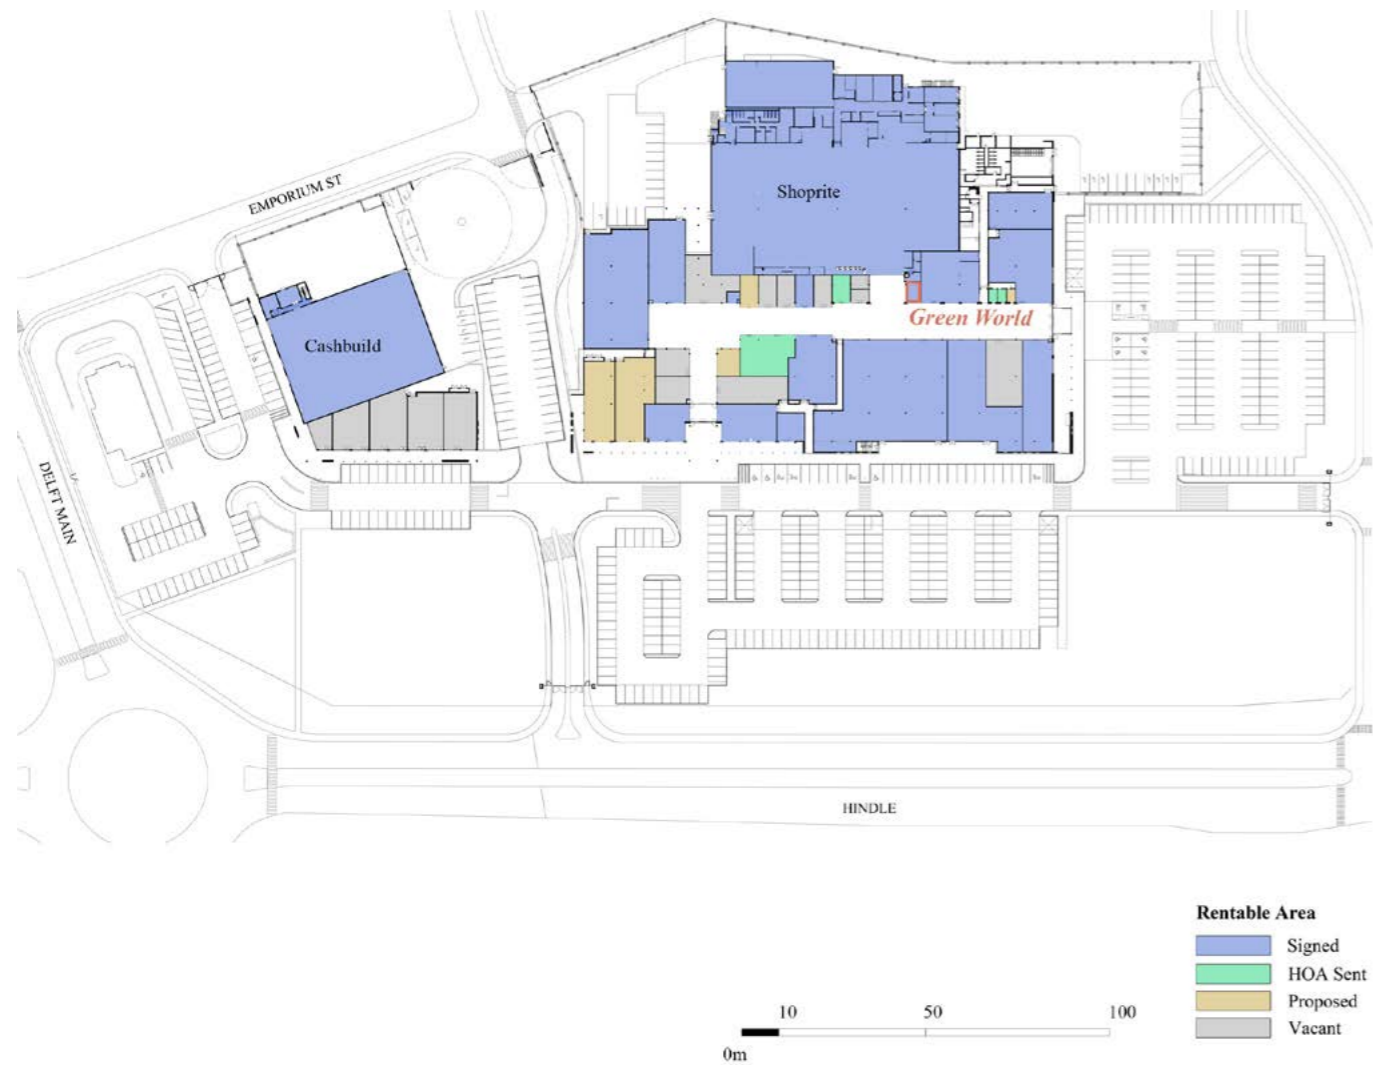 EMPORIUM ST
Shoprite
Green World
Cashbuild
DELFT MAIN
HINDLE
Rentable Area
Signed
HOA Sent
Proposed
Vacant
10 50 100
0m